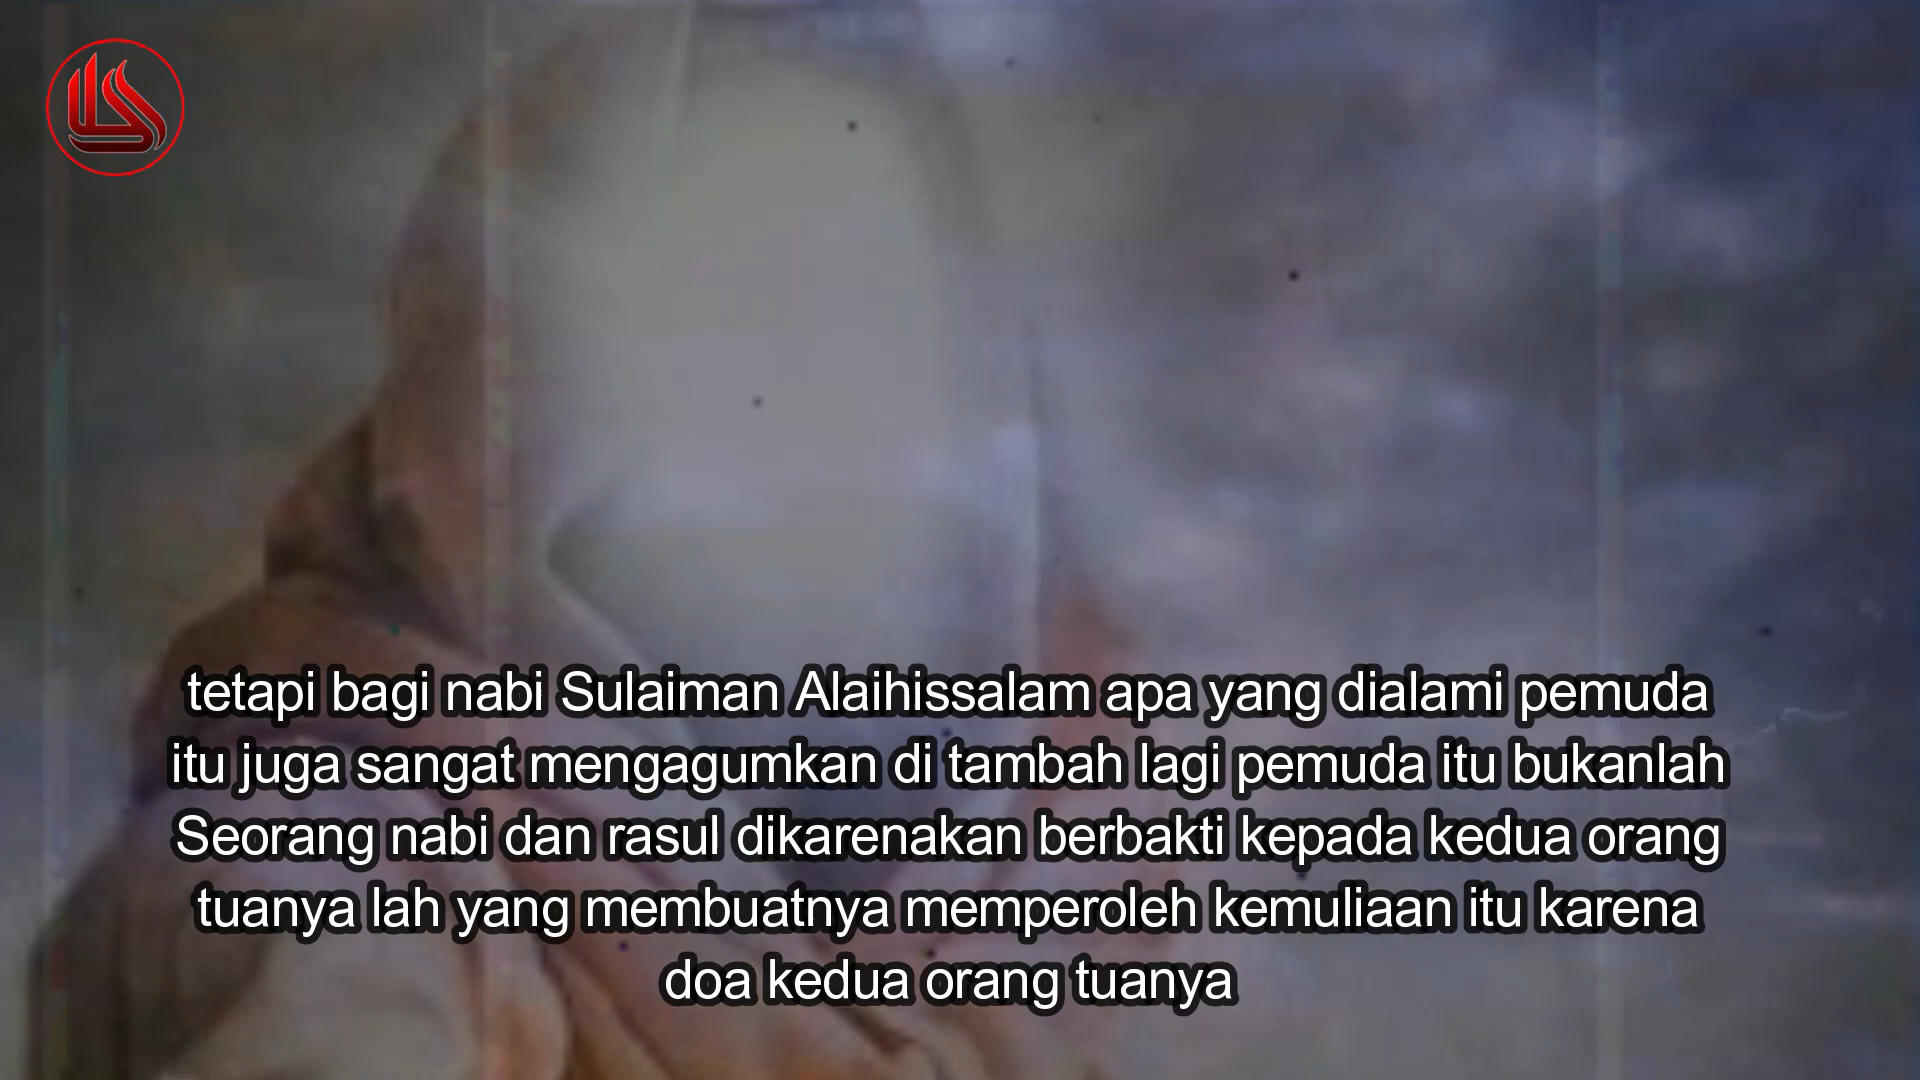 tetapi bagi nabi Sulaiman Alaihissalam apa yang dialami pemuda
itu juga sangat mengagumkan di tambah lagi pemuda itu bukanlah
Seorang nabi dan rasul dikarenakan berbakti kepada kedua orang
tuanya lah yang membuatnya memperoleh kemuliaan itu karena
doa kedua orang tuanya